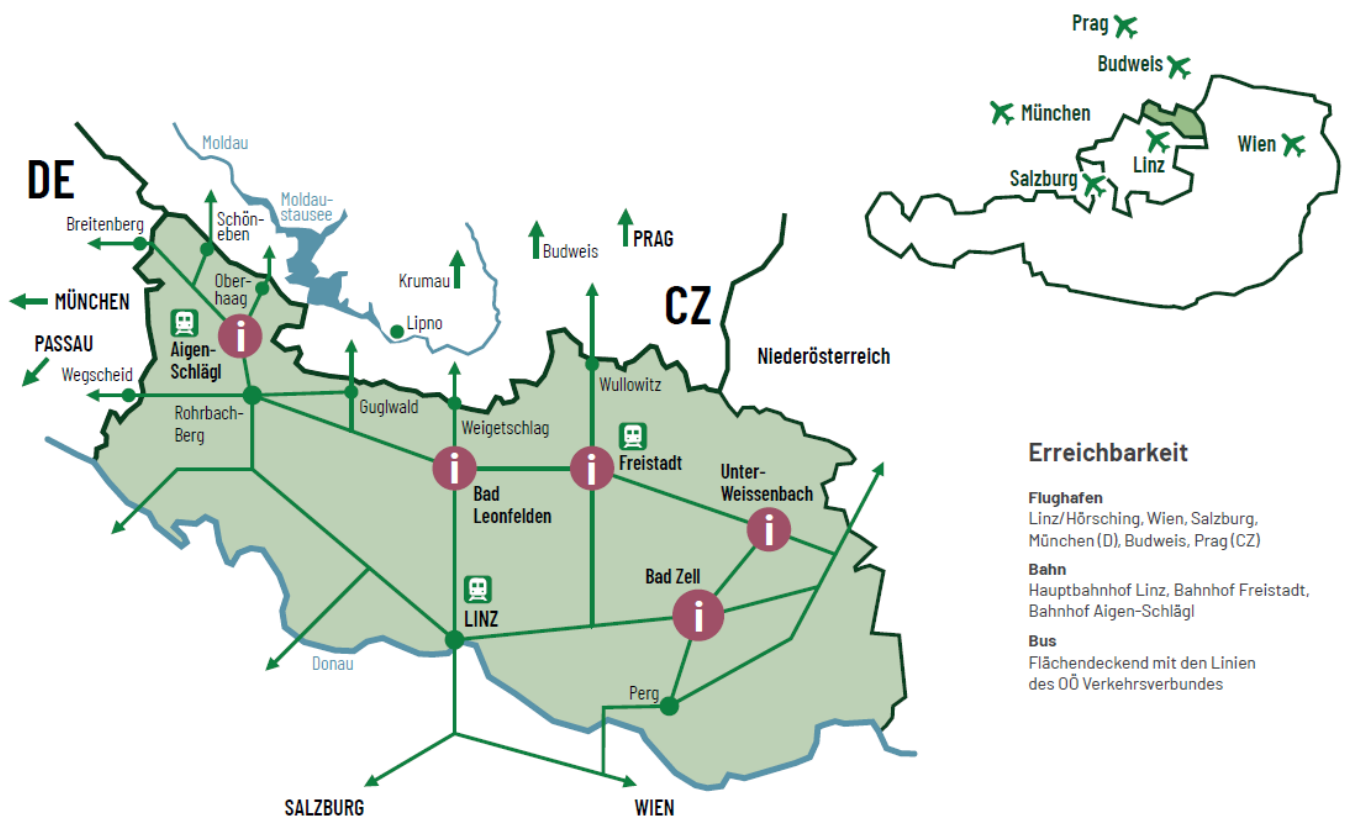 Prag
Budweis
München
Linz
Wien
Salzburg
Moldau
DE
Moldau-
stausee
Breitenberg
Schön-
eben
Budweis
PRAG
Ober-
haag
Krumau
MÜNCHEN
CZ
Lipno
PASSAU
Aigen-
Schlägl
Niederösterreich
Wegscheid
Wullowitz
Rohrbach-
Berg
Guglwald
Weigetschlag
i
i
i
i
i
Freistadt
Unter-
Weissenbach
Bad
Leonfelden
Bad Zell
LINZ
Donau
Perg
SALZBURG
WIEN
Erreichbarkeit
Flughafen
Linz/Hörsching, Wien, Salzburg,
München (D), Budweis, Prag (CZ)
Bahn
Hauptbahnhof Linz, Bahnhof Freistadt,
Bahnhof Aigen-Schlägl
Bus
Flächendeckend mit den Linien
des OÖ Verkehrsverbundes